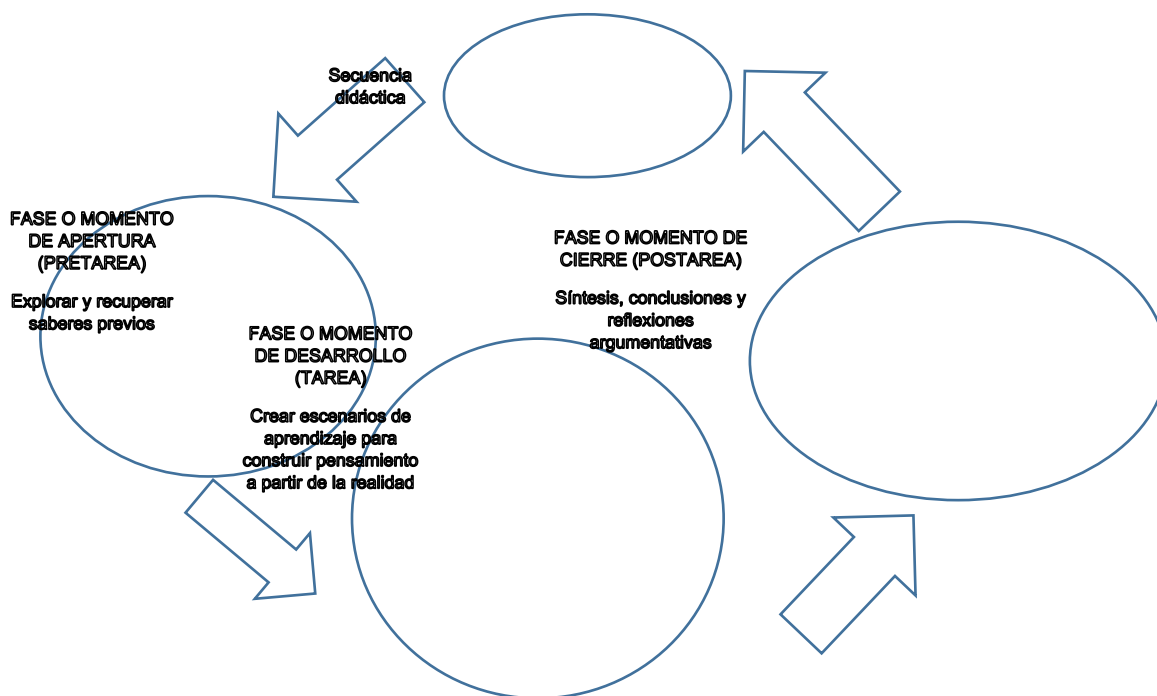 Secuencia
didáctica
FASE O MOMENTO
DE APERTURA
(PRETAREA)
Explorar y recuperar
saberes previos
FASE O MOMENTO
DE DESARROLLO
(TAREA)
Crear escenarios de
aprendizaje para
construir pensamiento
a partir de la realidad
FASE O MOMENTO DE
CIERRE (POSTAREA)
Síntesis, conclusiones y
reflexiones
argumentativas